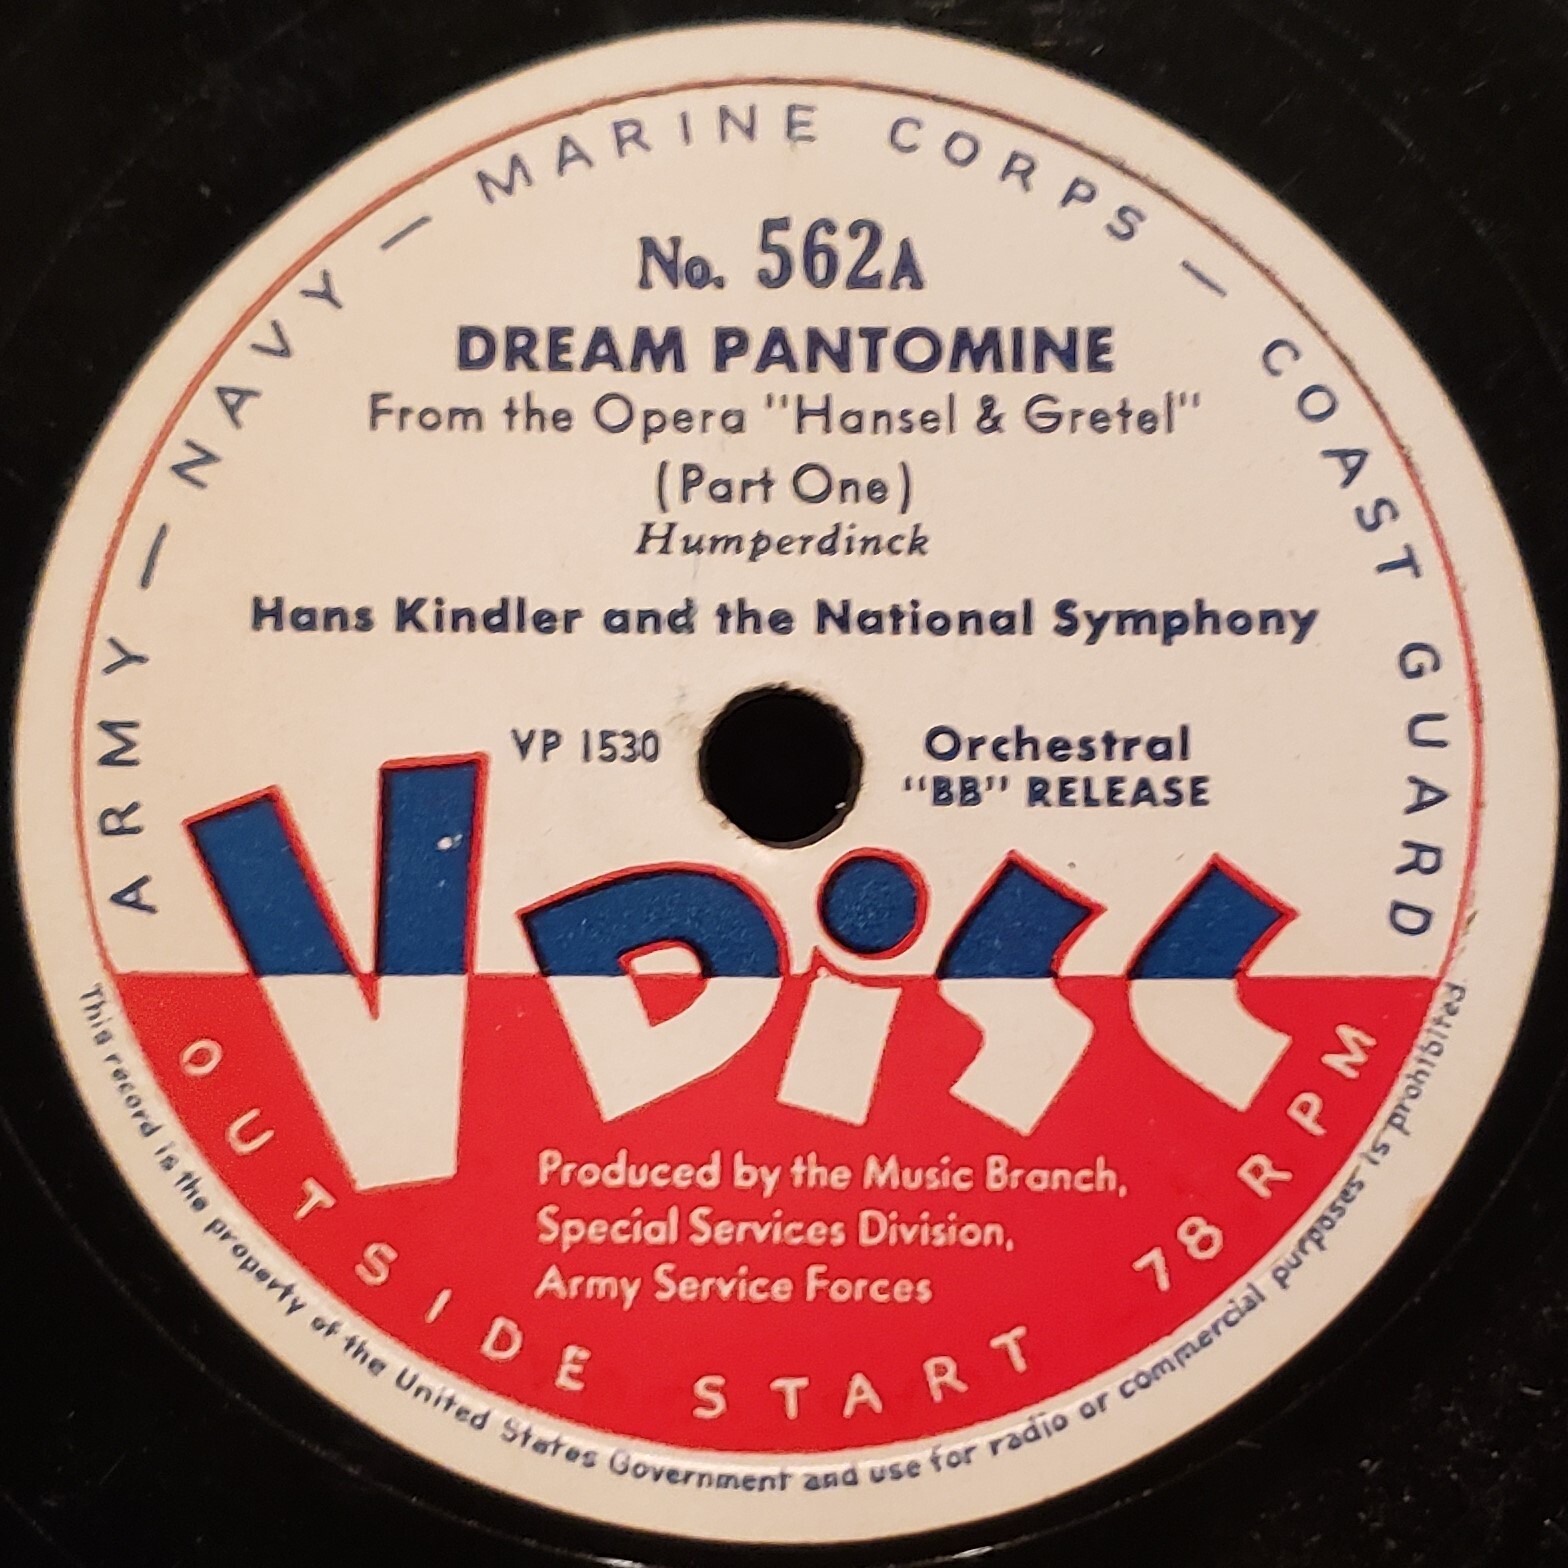 ARMY — NAVY — MARINE CORPS — COAST GUARD
No. 562A
DREAM PANTOMINE
From the Opera "Hansel & Gretel"
(Part One)
Humperdinck
Hans Kindler and the National Symphony
VP 1530
Orchestral
"BB" RELEASE
V Disc
Produced by the Music Branch,
Special Services Division,
Army Service Forces
OUTSIDE START 78 RPM
This record is the property of the United States Government and use for radio or commercial purposes is prohibited.